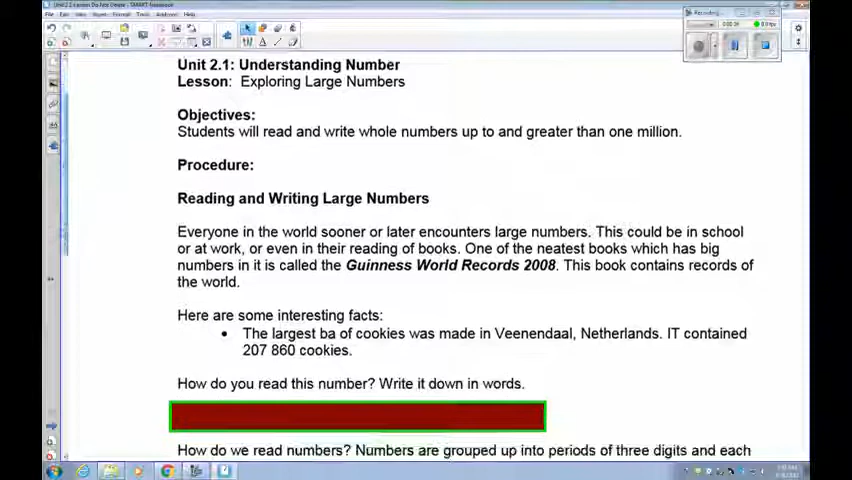 Recording
Unit 2.1: Understanding Number
Lesson: Exploring Large Numbers
Objectives:
Students will read and write whole numbers up to and greater than one million.
Procedure:
Reading and Writing Large Numbers
Everyone in the world sooner or later encounters large numbers. This could be in school
or at work, or even in their reading of books. One of the neatest books which has big
numbers in it is called the Guinness World Records 2008. This book contains records of
the world.
Here are some interesting facts:
• The largest ba of cookies was made in Veenendaal, Netherlands. IT contained
207 860 cookies.
How do you read this number? Write it down in words.
How do we read numbers? Numbers are grouped up into periods of three digits and each